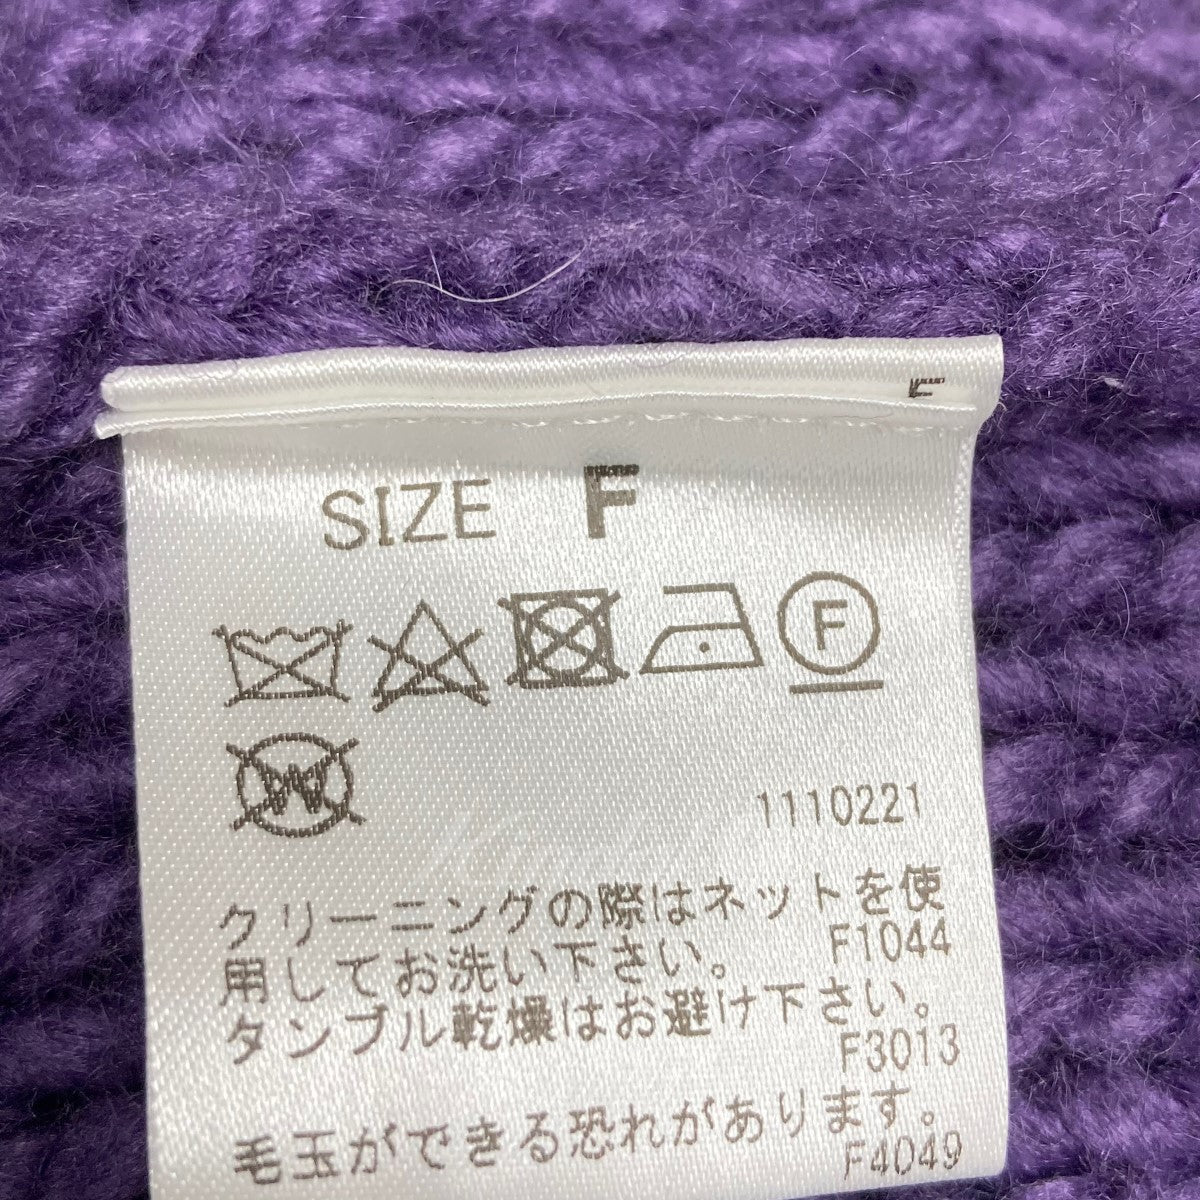 SIZE F
F
W
1110221
クリーニングの際はネットを使
用してお洗い下さい。 F1044
タンブル乾燥はお避け下さい。
F3013
毛玉ができる恐れがあります。
F4049